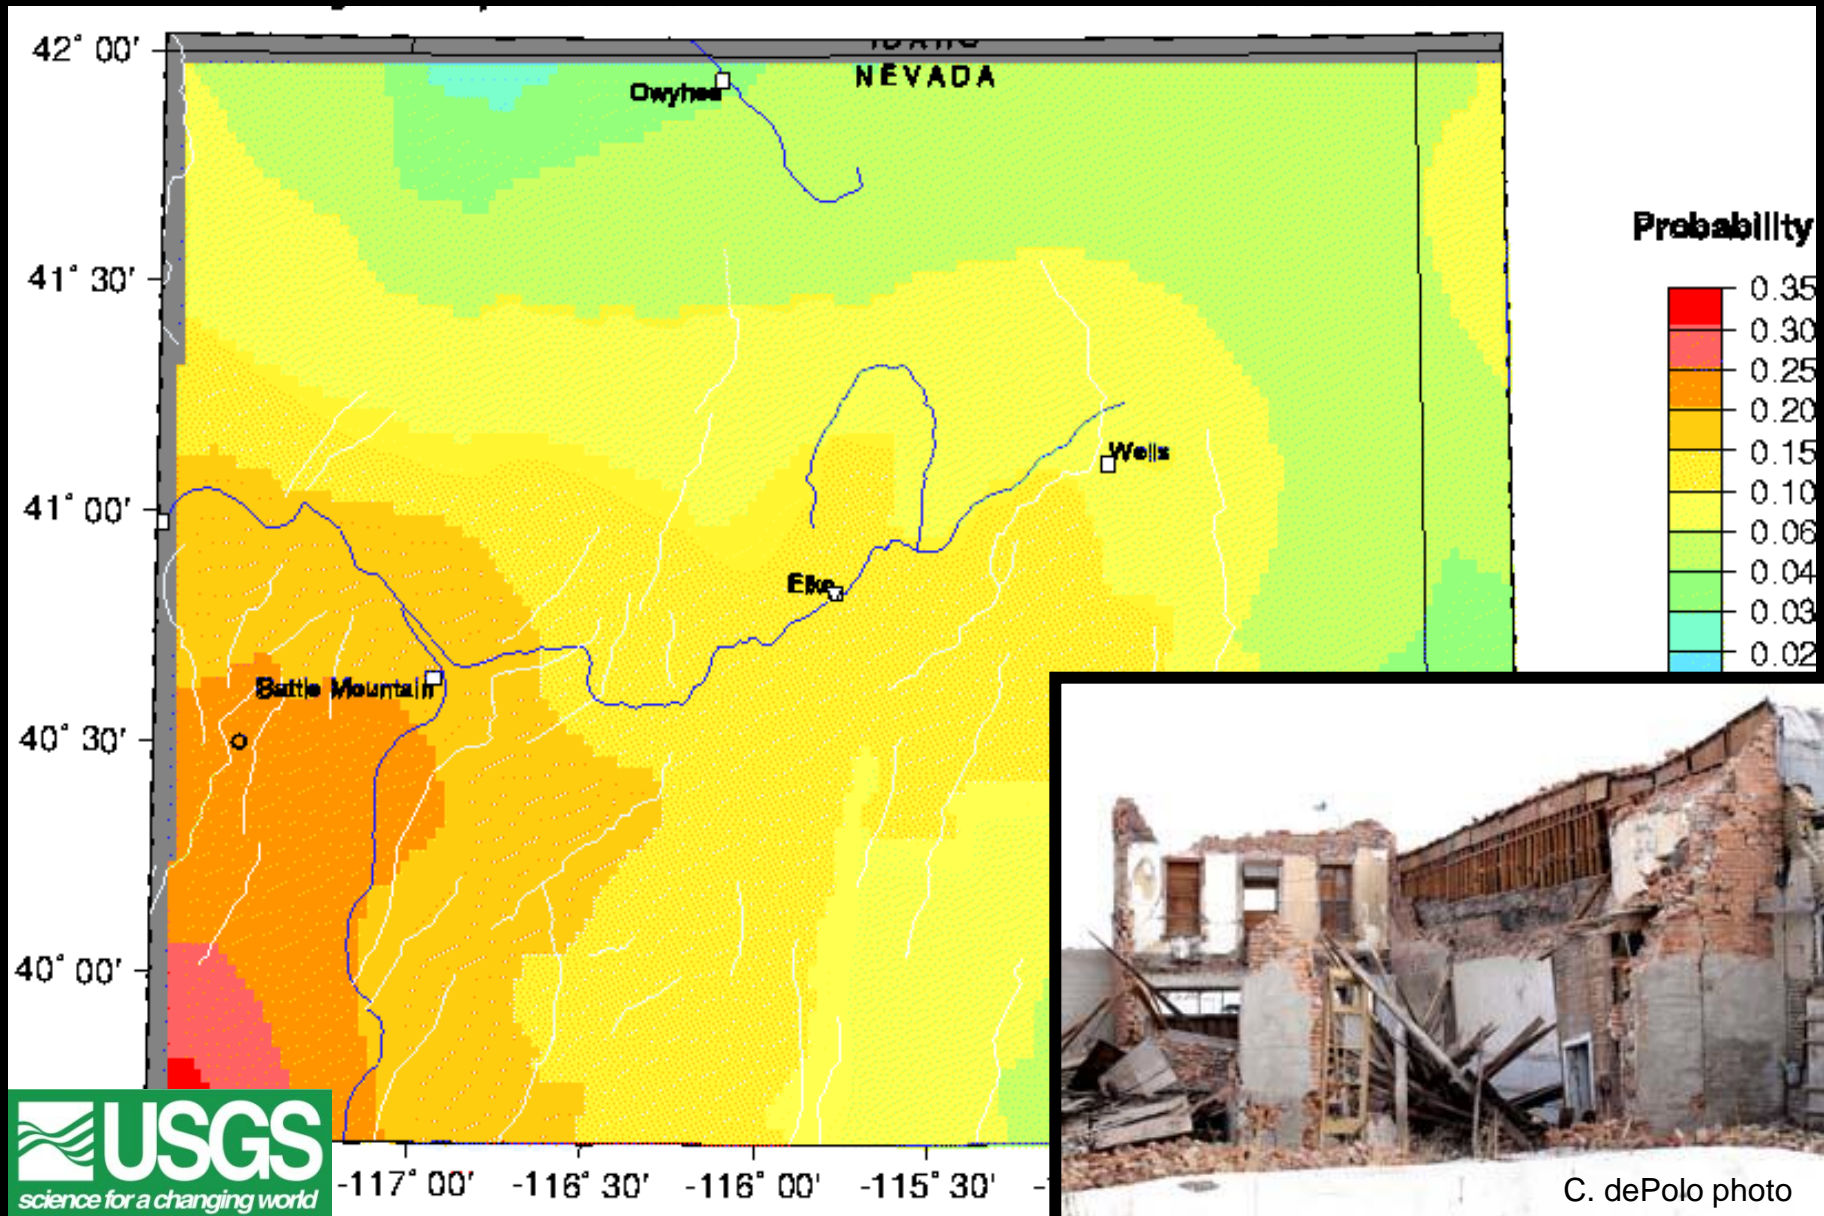 42° 00'
IDAHO
NEVADA
Owyhee
41° 30'
Probability
0.35
0.30
0.25
0.20
0.15
0.10
0.06
0.04
0.03
0.02
Wells
41° 00'
Elko
Battle Mountain
40° 30'
40° 00'
USGS
science for a changing world
-117° 00' -116° 30' -116° 00' -115° 30' -
C. dePolo photo